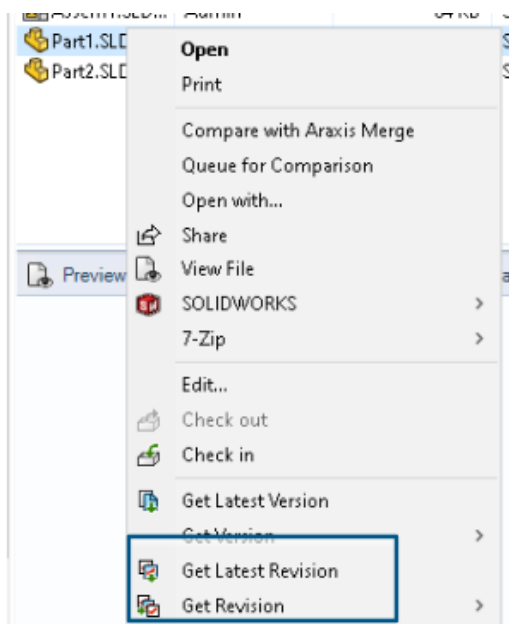 Part1.SLD
Part2.SLD
Open
Print
Compare with Araxis Merge
Queue for Comparison
Open with...
Share
View File
Preview
SOLIDWORKS
7-Zip
Edit...
Check out
Check in
Get Latest Version
Get Version
Get Latest Revision
Get Revision